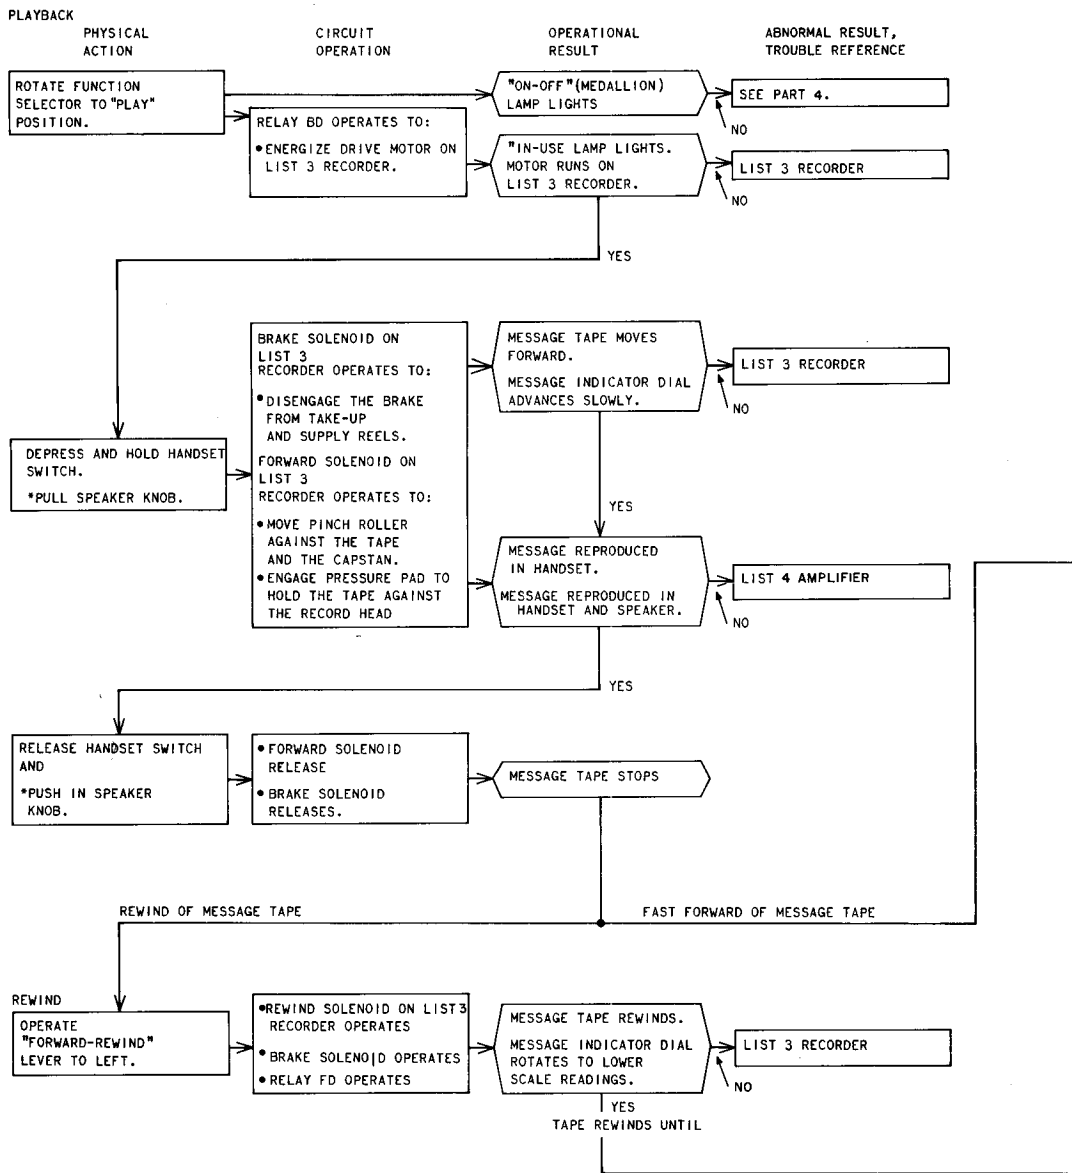 PLAYBACK
PHYSICAL
ACTION
CIRCUIT
OPERATION
OPERATIONAL
RESULT
ABNORMAL RESULT,
TROUBLE REFERENCE
ROTATE FUNCTION
SELECTOR TO "PLAY"
POSITION.
"ON-OFF" (MEDALLION)
LAMP LIGHTS
SEE PART 4.
NO
RELAY BD OPERATES TO:
• ENERGIZE DRIVE MOTOR ON
LIST 3 RECORDER.
"IN-USE LAMP LIGHTS.
MOTOR RUNS ON
LIST 3 RECORDER.
LIST 3 RECORDER
NO
YES
DEPRESS AND HOLD HANDSET
SWITCH.
*PULL SPEAKER KNOB.
BRAKE SOLENOID ON
LIST 3
RECORDER OPERATES TO:
• DISENGAGE THE BRAKE
FROM TAKE-UP
AND SUPPLY REELS.
FORWARD SOLENOID ON
LIST 3
RECORDER OPERATES TO:
• MOVE PINCH ROLLER
AGAINST THE TAPE
AND THE CAPSTAN.
• ENGAGE PRESSURE PAD TO
HOLD THE TAPE AGAINST
THE RECORD HEAD
MESSAGE TAPE MOVES
FORWARD.
MESSAGE INDICATOR DIAL
ADVANCES SLOWLY.
LIST 3 RECORDER
NO
YES
MESSAGE REPRODUCED
IN HANDSET.
MESSAGE REPRODUCED IN
HANDSET AND SPEAKER.
LIST 4 AMPLIFIER
NO
YES
RELEASE HANDSET SWITCH
AND
*PUSH IN SPEAKER
KNOB.
• FORWARD SOLENOID
RELEASE
• BRAKE SOLENOID
RELEASES.
MESSAGE TAPE STOPS
REWIND OF MESSAGE TAPE
FAST FORWARD OF MESSAGE TAPE
REWIND
OPERATE
"FORWARD-REWIND"
LEVER TO LEFT.
• REWIND SOLENOID ON LIST 3
RECORDER OPERATES
• BRAKE SOLENOID OPERATES
• RELAY FD OPERATES
MESSAGE TAPE REWINDS.
MESSAGE INDICATOR DIAL
ROTATES TO LOWER
SCALE READINGS.
LIST 3 RECORDER
NO
YES
TAPE REWINDS UNTIL